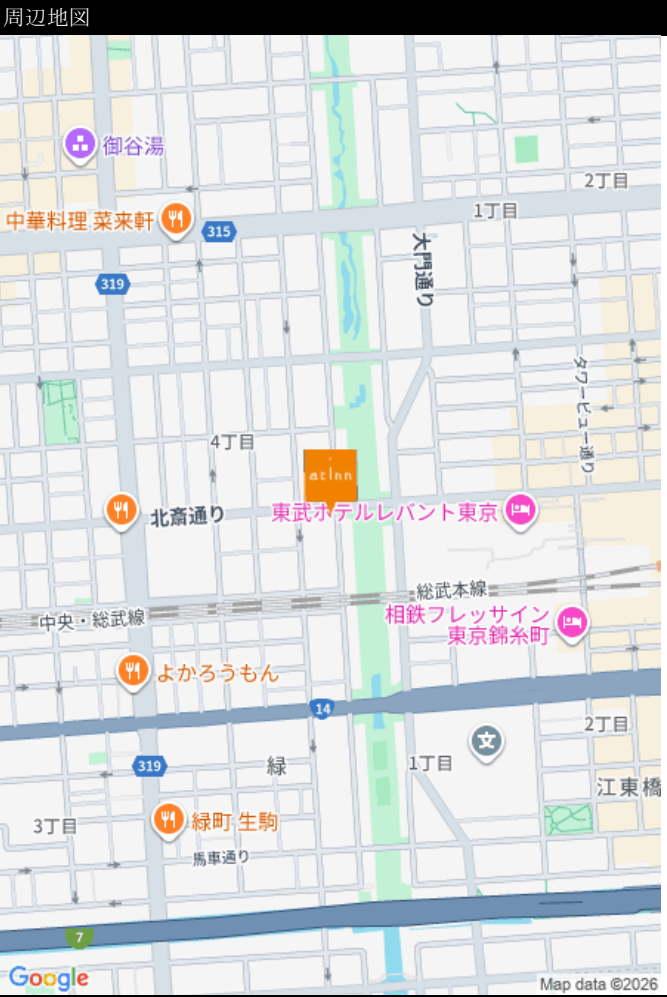 周辺地図
御谷湯
2丁目
1丁目
中華料理 菜来軒
315
大門通り
319
タワービュー通り
4丁目
atInn
北斎通り
東武ホテルレバント東京
総武本線
中央・総武線
相鉄フレッサイン
東京錦糸町
よかろうもん
14
2丁目
文
319
緑
1丁目
江東橋
緑町 生駒
3丁目
馬車通り
7
Google
Map data ©2026